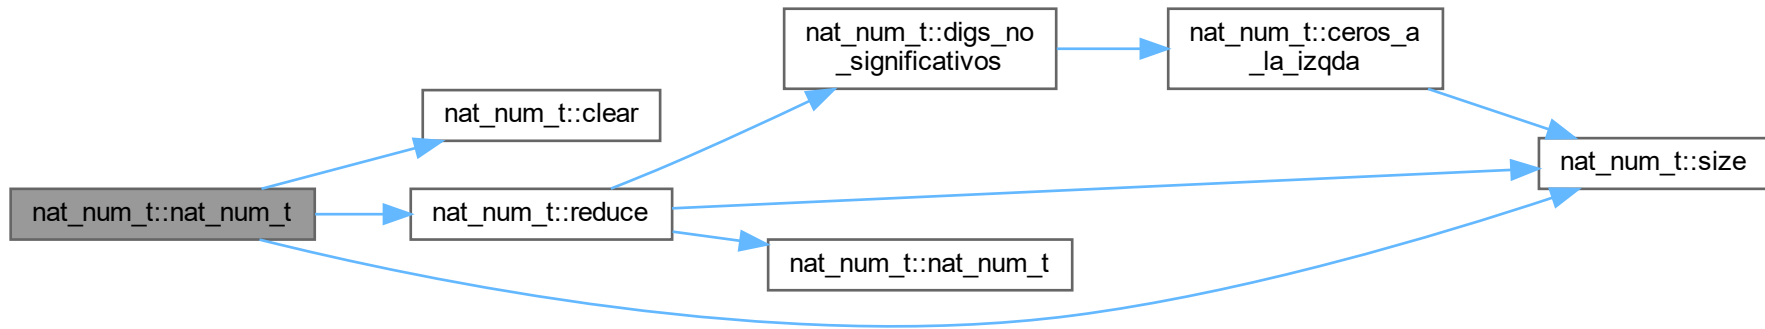 nat_num_t::nat_num_t
nat_num_t::clear
nat_num_t::reduce
nat_num_t::digs_no
_significativos
nat_num_t::nat_num_t
nat_num_t::ceros_a
_la_izqda
nat_num_t::size